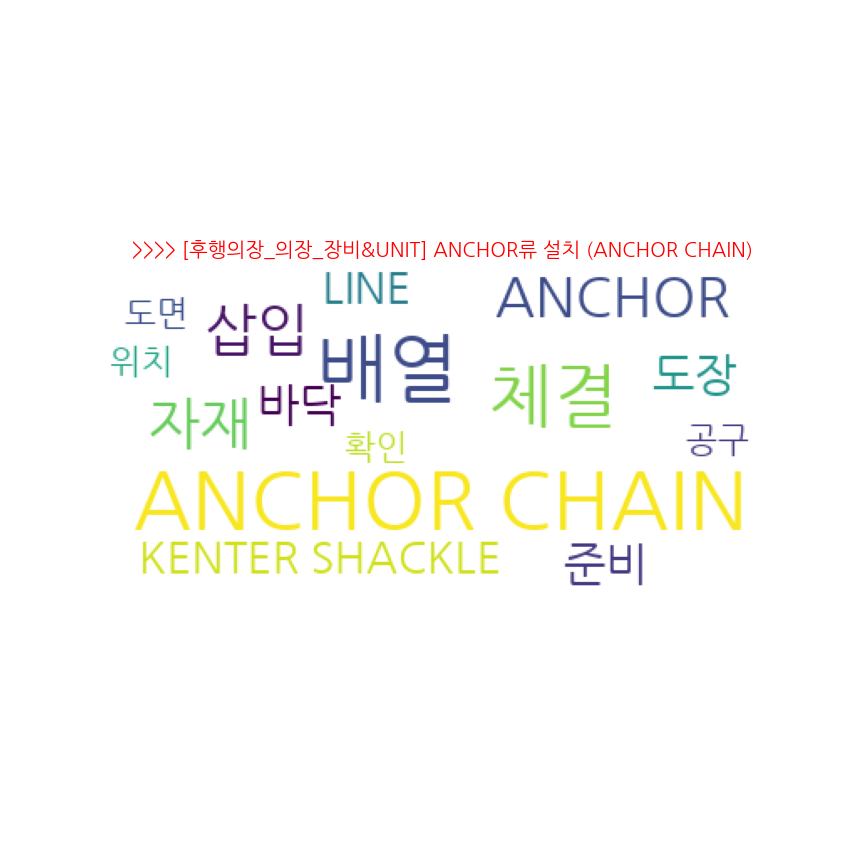 >>>> [후행의장_의장_장비&UNIT] ANCHOR류 설치 (ANCHOR CHAIN)
LINE
ANCHOR
도면
삽입
배열
위치
체결
도장
바닥
자재
확인
공구
ANCHOR CHAIN
KENTER SHACKLE
준비